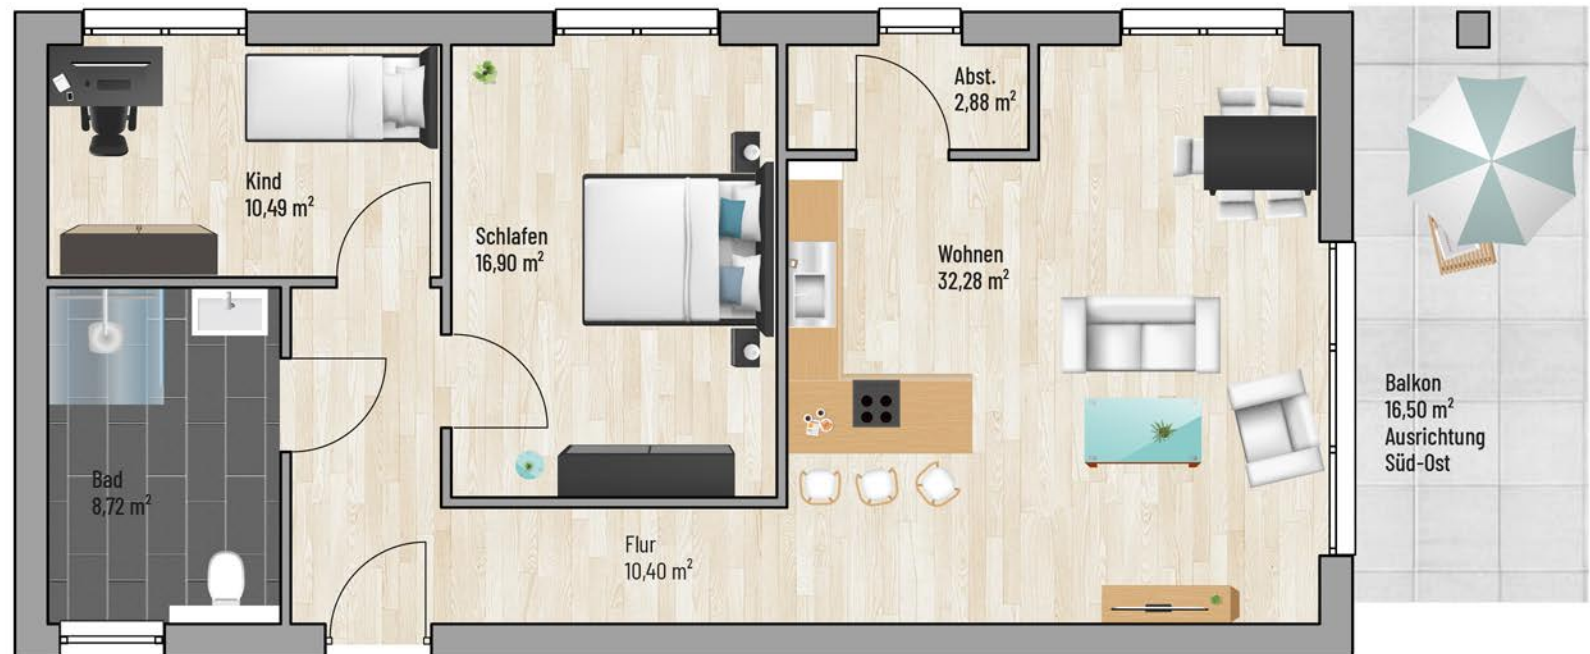 Abst.
2,88 m²
Kind
10,49 m²
Schlafen
16,90 m²
Wohnen
32,28 m²
Balkon
16,50 m²
Ausrichtung
Süd-Ost
Bad
8,72 m²
Flur
10,40 m²